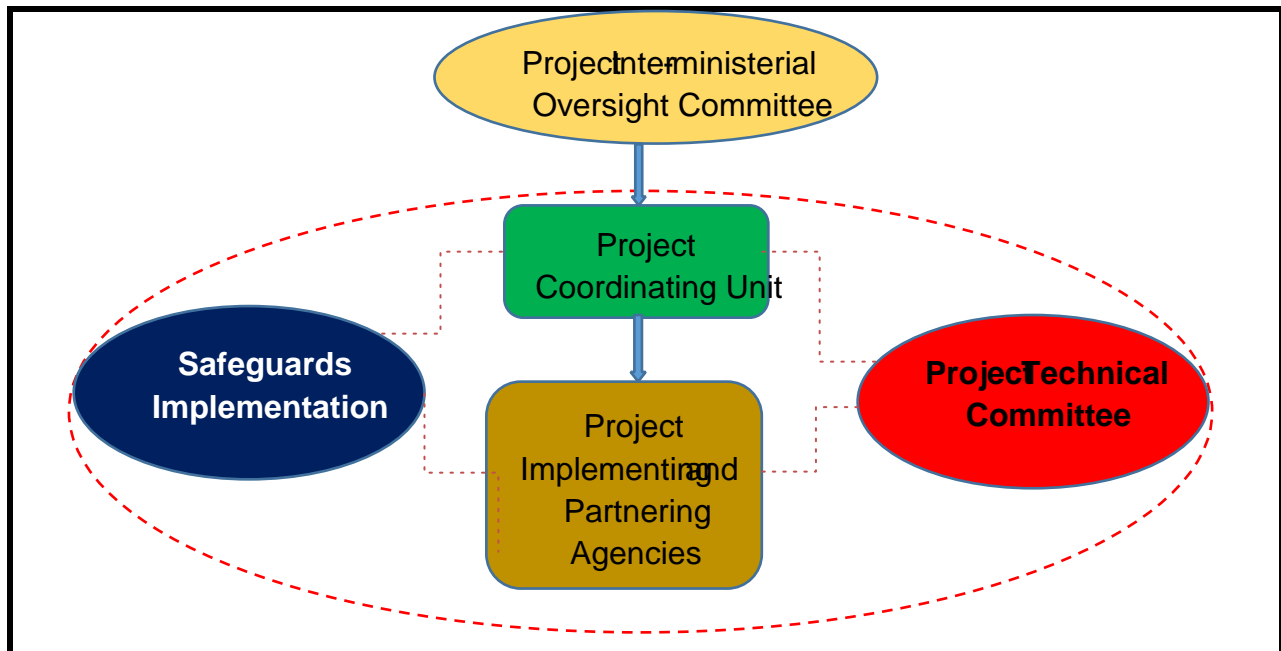 Project Inter-ministerial
Oversight Committee
Project
Coordinating Unit
Safeguards
Implementation
Project Technical
Committee
Project
Implementing and
Partnering
Agencies